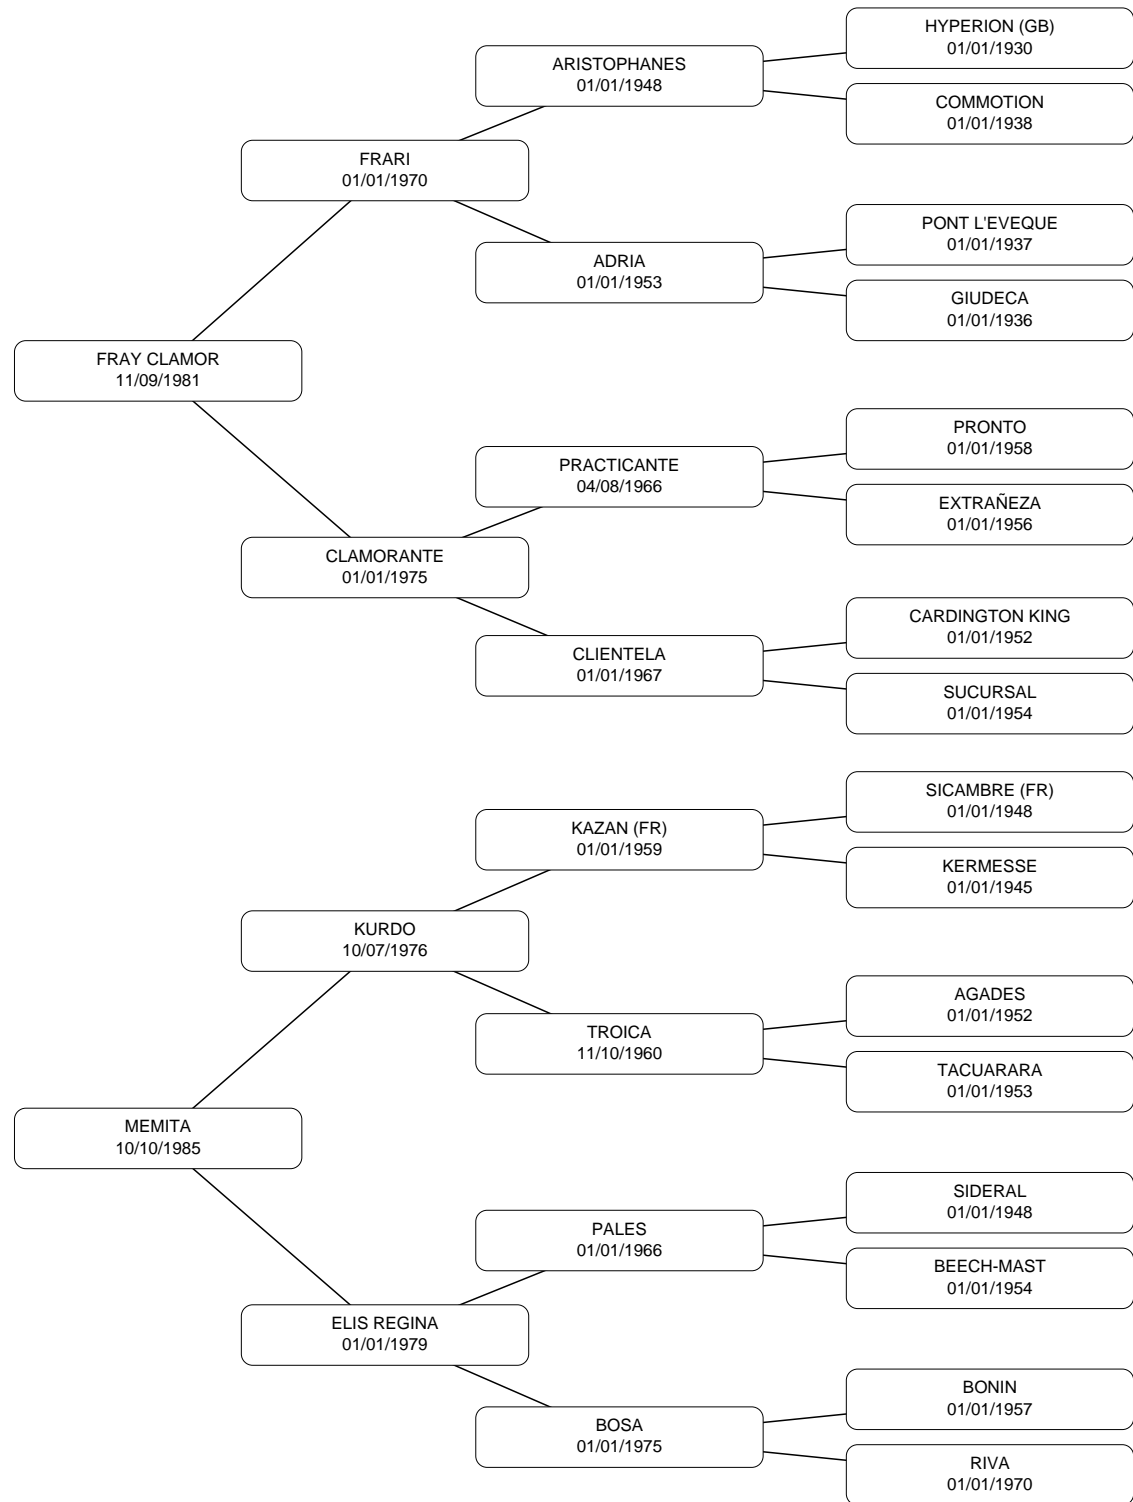 HYPERION (GB)
01/01/1930
ARISTOPHANES
01/01/1948
COMMOTION
01/01/1938
FRARI
01/01/1970
PONT L'EVEQUE
01/01/1937
ADRIA
01/01/1953
GIUDECA
01/01/1936
FRAY CLAMOR
11/09/1981
PRONTO
01/01/1958
PRACTICANTE
04/08/1966
EXTRAÑEZA
01/01/1956
CLAMORANTE
01/01/1975
CARDINGTON KING
01/01/1952
CLIENTELA
01/01/1967
SUCURSAL
01/01/1954
SICAMBRE (FR)
01/01/1948
KAZAN (FR)
01/01/1959
KERMESSE
01/01/1945
KURDO
10/07/1976
AGADES
01/01/1952
TROICA
11/10/1960
TACUARARA
01/01/1953
MEMITA
10/10/1985
SIDERAL
01/01/1948
PALES
01/01/1966
BEECH-MAST
01/01/1954
ELIS REGINA
01/01/1979
BONIN
01/01/1957
BOSA
01/01/1975
RIVA
01/01/1970